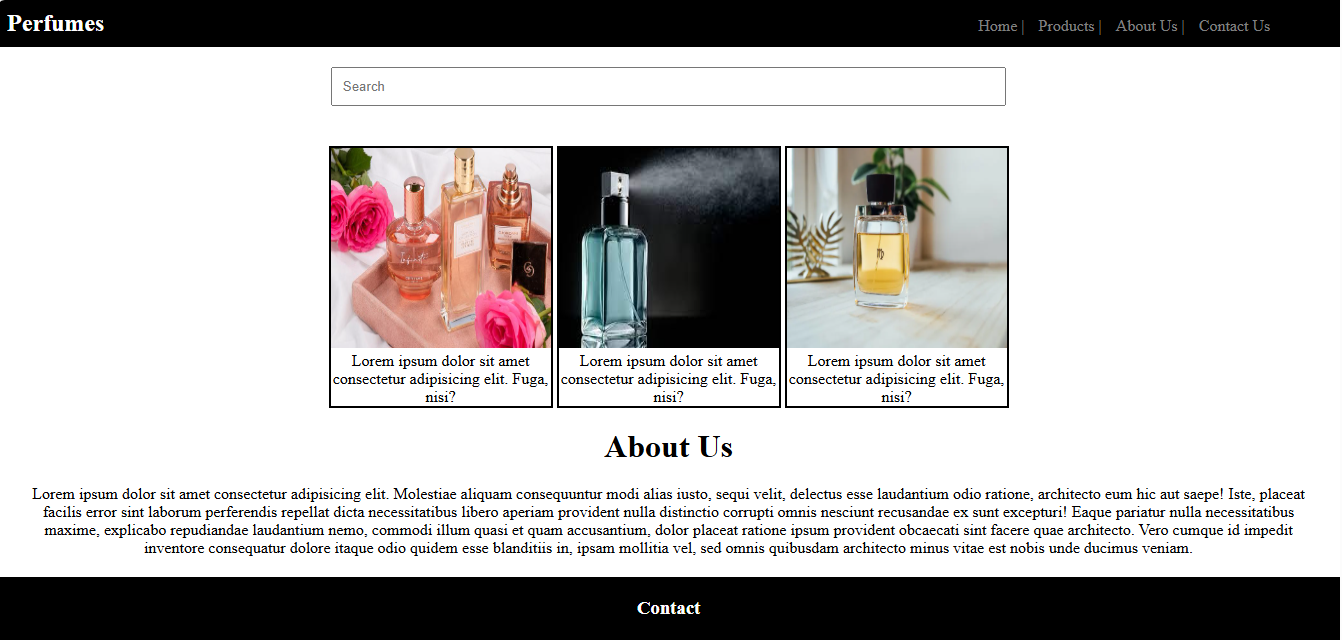 Perfumes
Home | Products | About Us | Contact Us
Search
Lorem ipsum dolor sit amet
consectetur adipisicing elit. Fuga,
nisi?
Lorem ipsum dolor sit amet
consectetur adipisicing elit. Fuga,
nisi?
Lorem ipsum dolor sit amet
consectetur adipisicing elit. Fuga,
nisi?
About Us
Lorem ipsum dolor sit amet consectetur adipisicing elit. Molestiae aliquam consequuntur modi alias iusto, sequi velit, delectus esse laudantium odio ratione, architecto eum hic aut saepe! Iste, placeat
facilis error sint laborum perferendis repellat dicta necessitatibus libero aperiam provident nulla distinctio corrupti omnis nesciunt recusandae ex sunt excepturi! Eaque pariatur nulla necessitatibus
maxime, explicabo repudiandae laudantium nemo, commodi illum quasi et quam accusantium, dolor placeat ratione ipsum provident obcaecati sint facere quae architecto. Vero cumque id impedit
inventore consequatur dolore itaque odio quidem esse blanditiis in, ipsam mollitia vel, sed omnis quibusdam architecto minus vitae est nobis unde ducimus veniam.
Contact